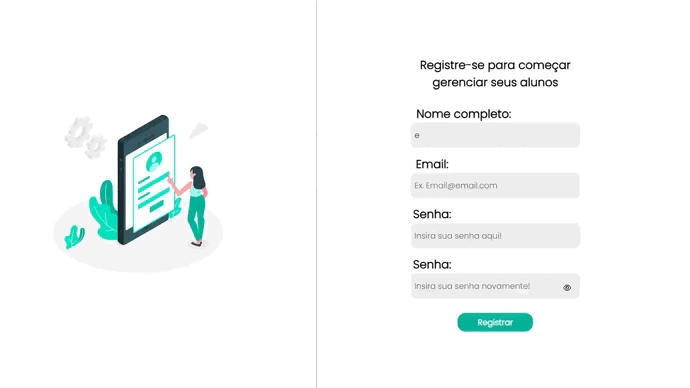 Registre-se para começar
gerenciar seus alunos
Nome completo:
e
Email:
Ex. Email@email.com
Senha:
Insira sua senha aqui!
Senha:
Insira sua senha novamente!
Registrar